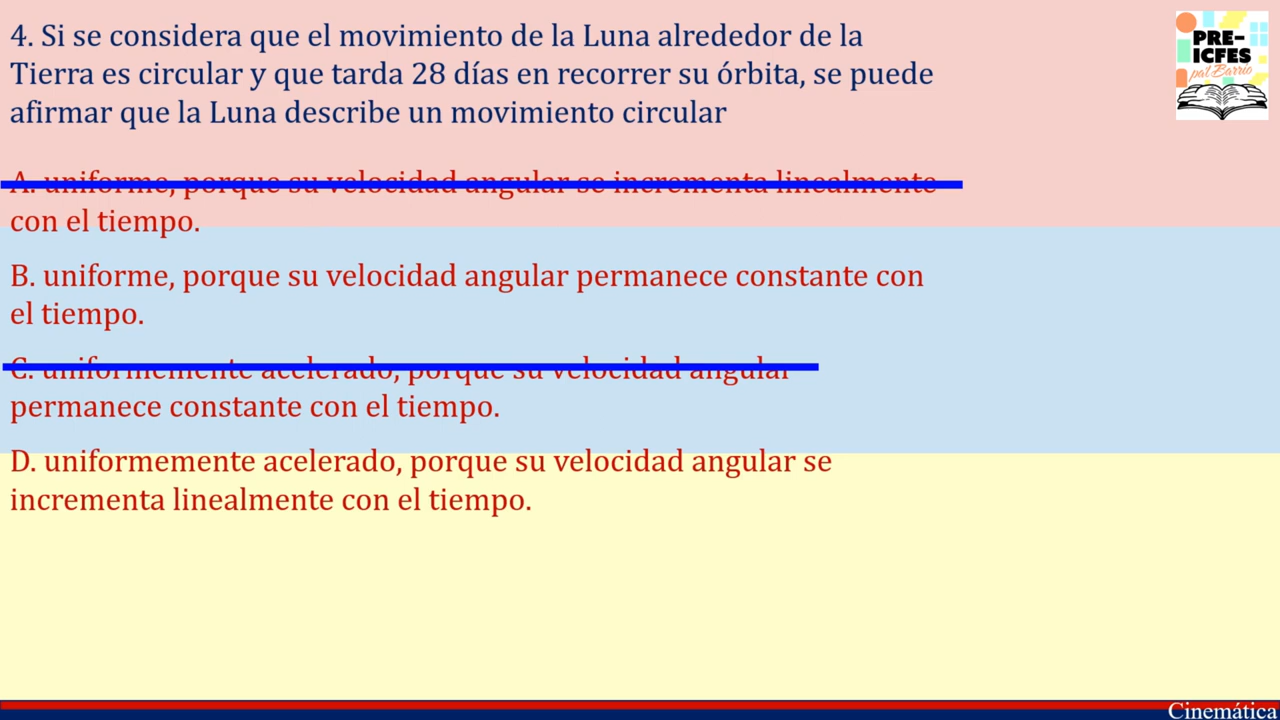 4. Si se considera que el movimiento de la Luna alrededor de la
Tierra es circular y que tarda 28 días en recorrer su órbita, se puede
afirmar que la Luna describe un movimiento circular
A. uniforme, porque su velocidad angular se incrementa linealmente
con el tiempo.
B. uniforme, porque su velocidad angular permanece constante con
el tiempo.
C. uniformemente acelerado, porque su velocidad angular
permanece constante con el tiempo.
D. uniformemente acelerado, porque su velocidad angular se
incrementa linealmente con el tiempo.
PRE-
ICFES
pa'l Barrio
Cinemática